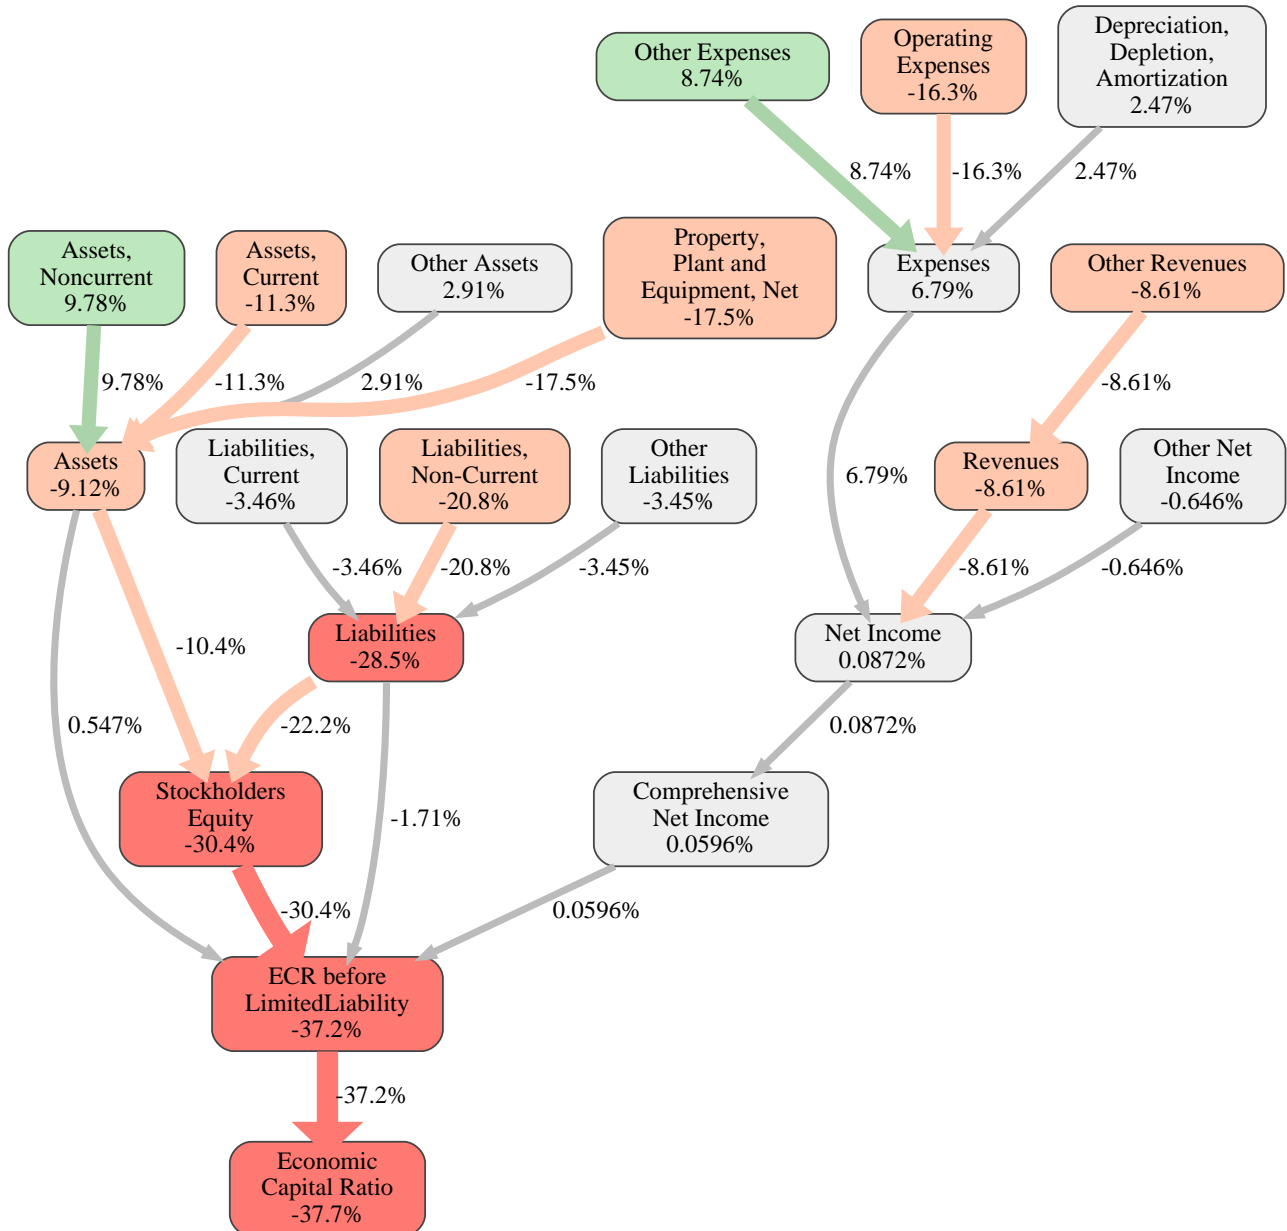 Other Expenses
8.74%
Operating
Expenses
-16.3%
Depreciation,
Depletion,
Amortization
2.47%
8.74%
-16.3%
2.47%
Assets,
Noncurrent
9.78%
Assets,
Current
-11.3%
Other Assets
2.91%
Property,
Plant and
Equipment, Net
-17.5%
Expenses
6.79%
Other Revenues
-8.61%
9.78%
-11.3%
2.91%
-17.5%
-8.61%
Assets
-9.12%
Liabilities,
Current
-3.46%
Liabilities,
Non-Current
-20.8%
Other
Liabilities
-3.45%
6.79%
Revenues
-8.61%
Other Net
Income
-0.646%
-3.46%
-20.8%
-3.45%
-8.61%
-0.646%
Liabilities
-28.5%
Net Income
0.0872%
-10.4%
0.547%
-22.2%
0.0872%
Stockholders
Equity
-30.4%
-1.71%
Comprehensive
Net Income
0.0596%
-30.4%
0.0596%
ECR before
LimitedLiability
-37.2%
-37.2%
Economic
Capital Ratio
-37.7%